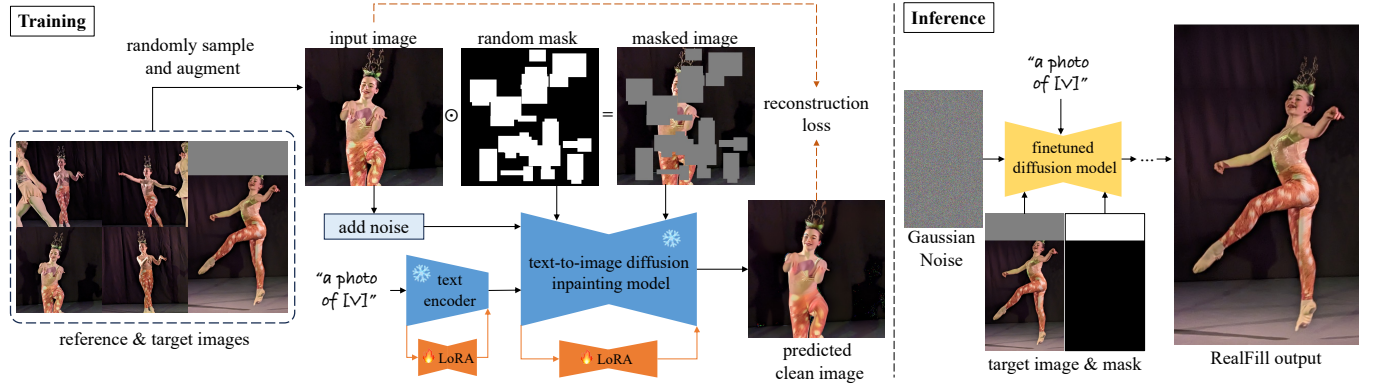 Training
randomly sample
and augment
input image
random mask
masked image
⊙
=
reconstruction
loss
add noise
"a photo
of [V]"
text
encoder
text-to-image diffusion
inpainting model
LoRA
LoRA
reference & target images
predicted
clean image
Inference
"a photo
of [V]"
finetuned
diffusion model
...
Gaussian
Noise
target image & mask
RealFill output